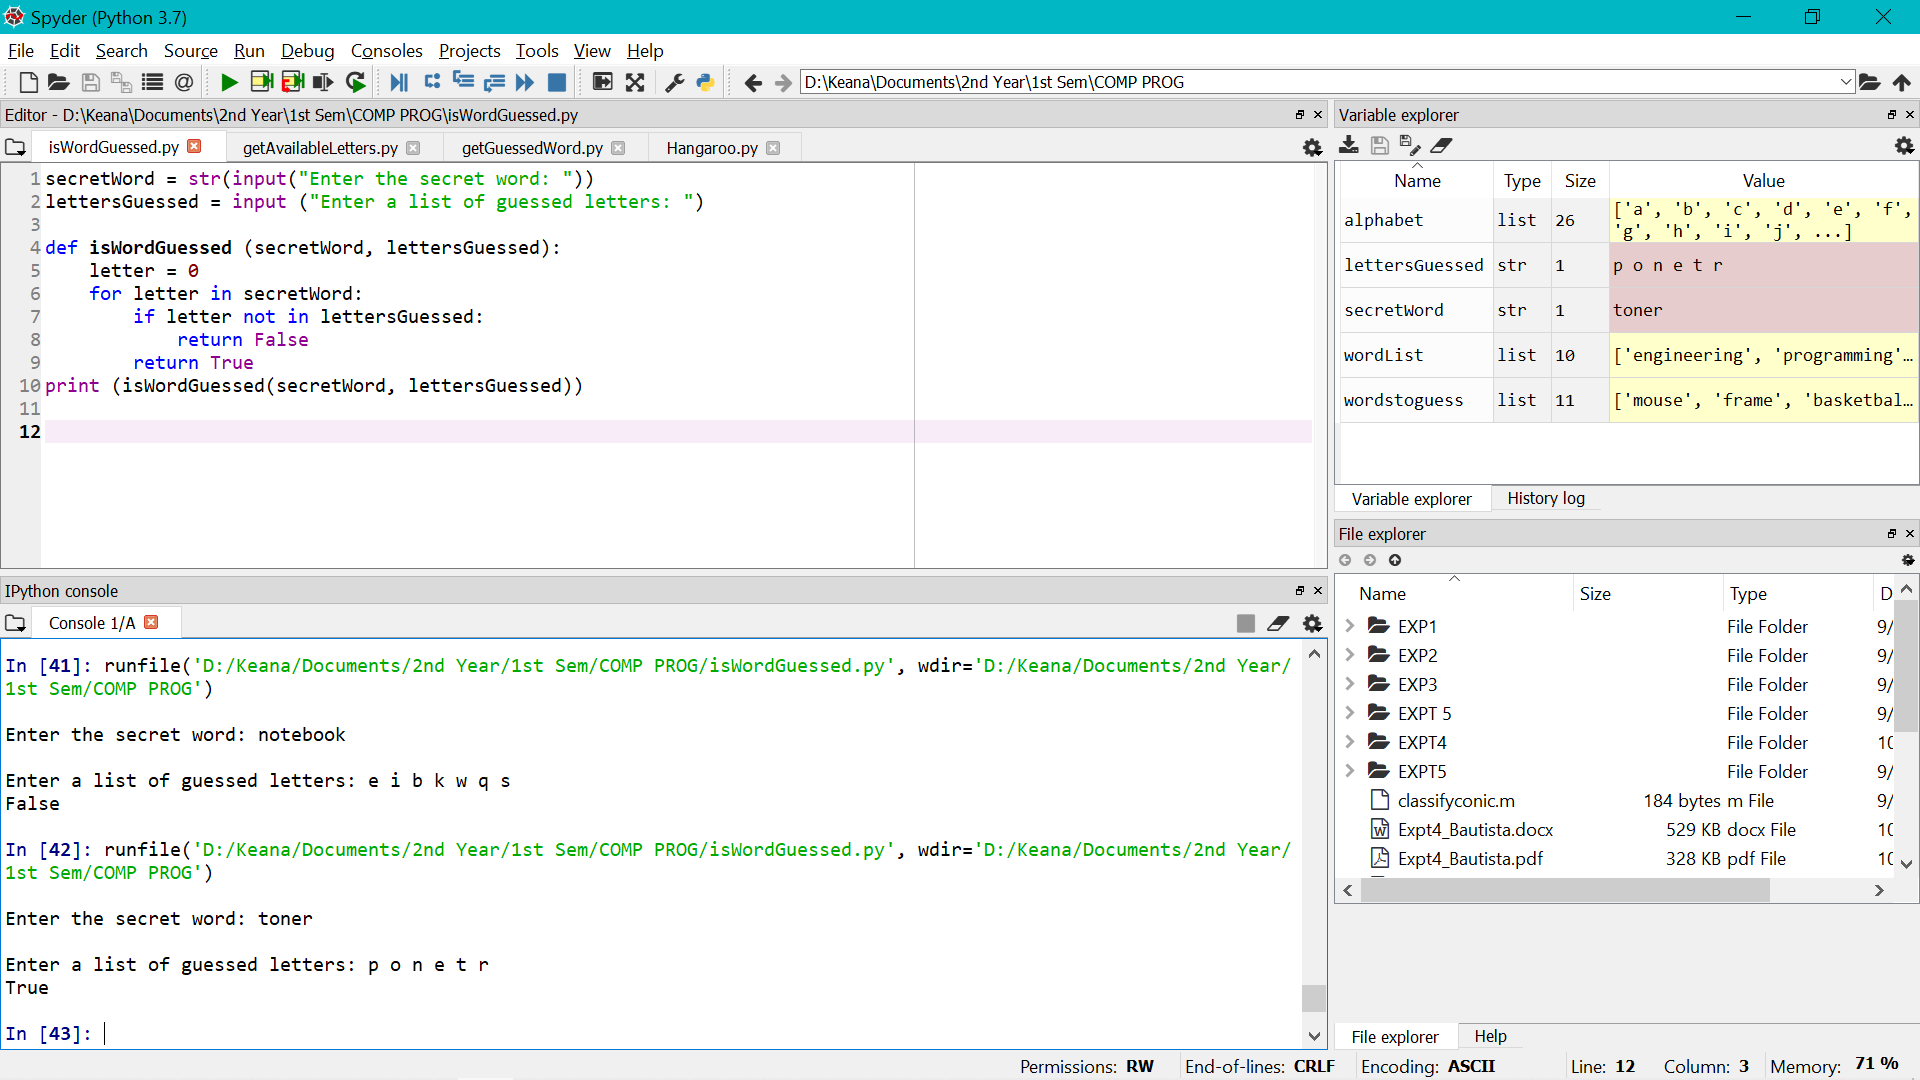 Spyder (Python 3.7)
File Edit Search Source Run Debug Consoles Projects Tools View Help
D:\Keana\Documents\2nd Year\1st Sem\COMP PROG
Editor - D:\Keana\Documents\2nd Year\1st Sem\COMP PROG\isWordGuessed.py
isWordGuessed.py getAvailableLetters.py getGuessedWord.py Hangaroo.py
1 secretWord = str(input("Enter the secret word: "))
2 lettersGuessed = input ("Enter a list of guessed letters: ")
3
4 def isWordGuessed (secretWord, lettersGuessed):
5     letter = 0
6     for letter in secretWord:
7         if letter not in lettersGuessed:
8             return False
9         return True
10 print (isWordGuessed(secretWord, lettersGuessed))
11
12
IPython console
Console 1/A
In [41]: runfile('D:/Keana/Documents/2nd Year/1st Sem/COMP PROG/isWordGuessed.py', wdir='D:/Keana/Documents/2nd Year/
1st Sem/COMP PROG')
Enter the secret word: notebook
Enter a list of guessed letters: e i b k w q s
False
In [42]: runfile('D:/Keana/Documents/2nd Year/1st Sem/COMP PROG/isWordGuessed.py', wdir='D:/Keana/Documents/2nd Year/
1st Sem/COMP PROG')
Enter the secret word: toner
Enter a list of guessed letters: p o n e t r
True
In [43]:
Variable explorer
Name Type Size Value
alphabet list 26 ['a', 'b', 'c', 'd', 'e', 'f',
'g', 'h', 'i', 'j', ...]
lettersGuessed str 1 p o n e t r
secretWord str 1 toner
wordList list 10 ['engineering', 'programming'...
wordstoguess list 11 ['mouse', 'frame', 'basketbal...
Variable explorer History log
File explorer
Name Size Type D
EXP1 File Folder 9/
EXP2 File Folder 9/
EXP3 File Folder 9/
EXPT 5 File Folder 9/
EXPT4 File Folder 10
EXPT5 File Folder 9/
classifyconic.m 184 bytes m File 9/
Expt4_Bautista.docx 529 KB docx File 10
Expt4_Bautista.pdf 328 KB pdf File 10
File explorer Help
Permissions: RW End-of-lines: CRLF Encoding: ASCII Line: 12 Column: 3 Memory: 71 %